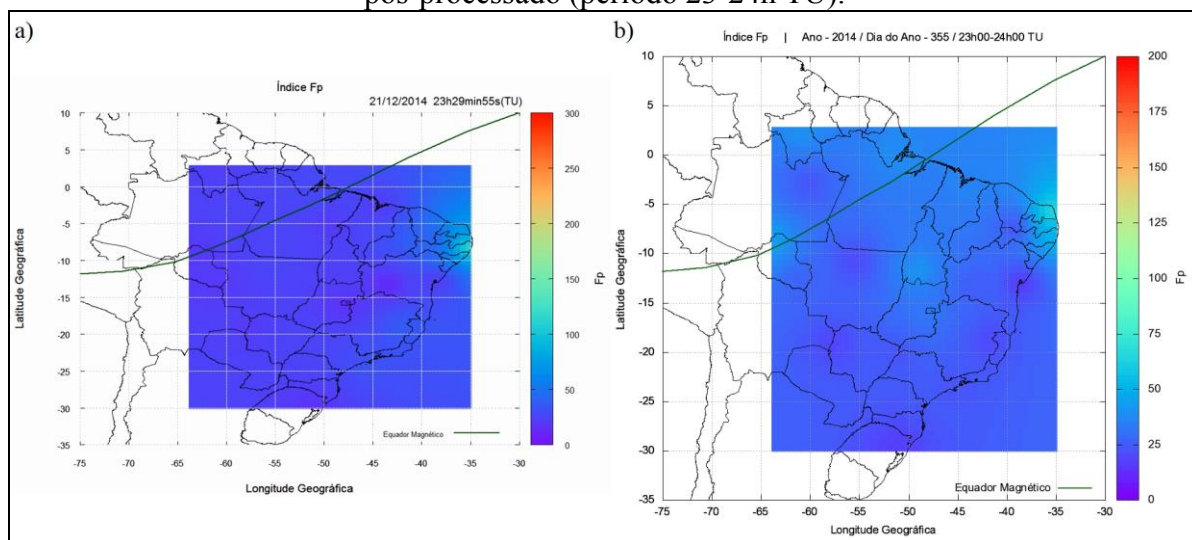 pós-processado (período 23-24h TU).
a)
Índice Fp
21/12/2014 23h29min55s(TU)
10
5
0
-5
-10
-15
-20
-25
-30
-35
Latitude Geográfica
-75 -70 -65 -60 -55 -50 -45 -40 -35 -30
Longitude Geográfica
Equador Magnético
300
250
200
150
100
50
0
Fp
b)
Índice Fp | Ano - 2014 / Dia do Ano - 355 / 23h00-24h00 TU
10
5
0
-5
-10
-15
-20
-25
-30
-35
Latitude Geográfica
-75 -70 -65 -60 -55 -50 -45 -40 -35 -30
Longitude Geográfica
Equador Magnético
200
175
150
125
100
75
50
25
0
Fp